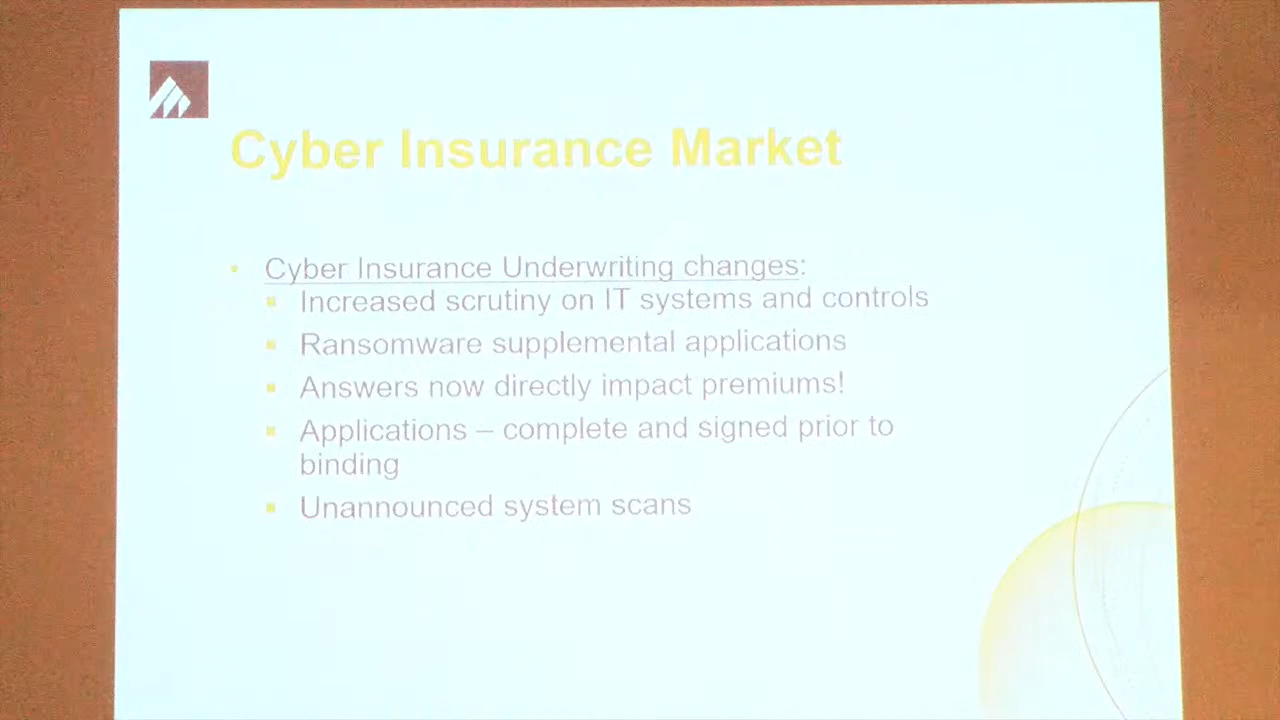 Cyber Insurance Market
Cyber Insurance Underwriting changes:
Increased scrutiny on IT systems and controls
Ransomware supplemental applications
Answers now directly impact premiums!
Applications – complete and signed prior to
binding
Unannounced system scans